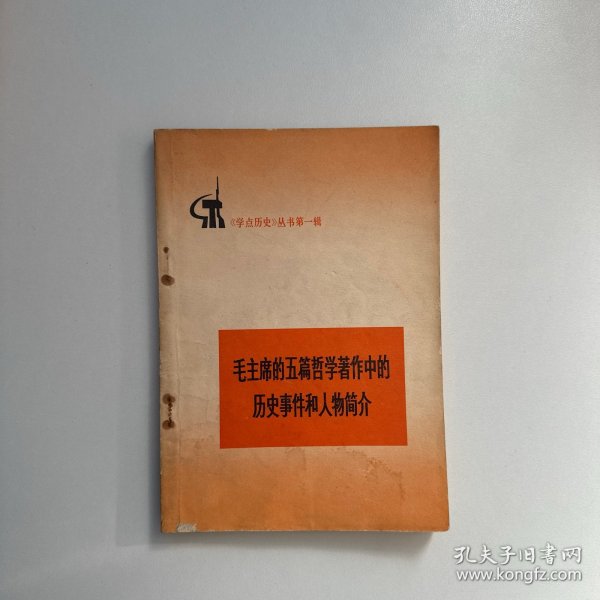 《学点历史》丛书第一辑
毛主席的五篇哲学著作中的
历史事件和人物简介
孔夫子旧书网
www.kongfz.com